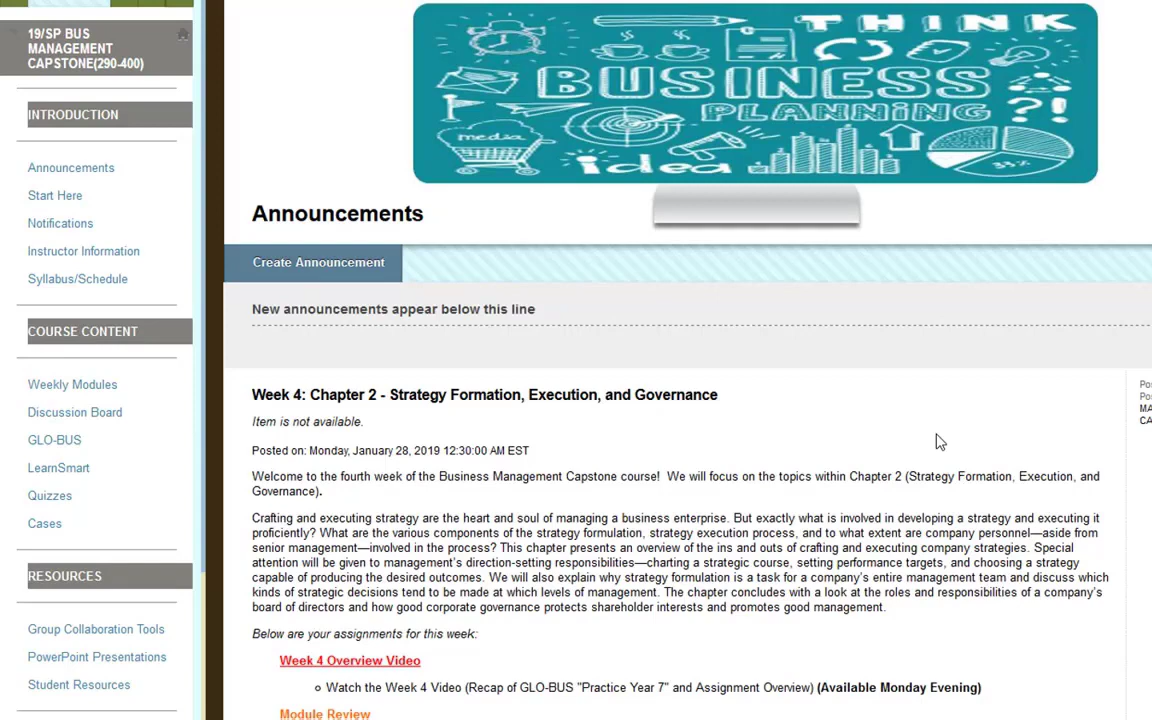 19/SP BUS
MANAGEMENT
CAPSTONE(290-400)
INTRODUCTION
Announcements
Start Here
Notifications
Instructor Information
Syllabus/Schedule
COURSE CONTENT
Weekly Modules
Discussion Board
GLO-BUS
LearnSmart
Quizzes
Cases
RESOURCES
Group Collaboration Tools
PowerPoint Presentations
Student Resources
THINK
BUSINESS
PLANNiNG
?!
media
idea
33%
Announcements
Create Announcement
New announcements appear below this line
Week 4: Chapter 2 - Strategy Formation, Execution, and Governance
Item is not available.
Posted on: Monday, January 28, 2019 12:30:00 AM EST
Welcome to the fourth week of the Business Management Capstone course!  We will focus on the topics within Chapter 2 (Strategy Formation, Execution, and
Governance).
Crafting and executing strategy are the heart and soul of managing a business enterprise. But exactly what is involved in developing a strategy and executing it
proficiently? What are the various components of the strategy formulation, strategy execution process, and to what extent are company personnel—aside from
senior management—involved in the process? This chapter presents an overview of the ins and outs of crafting and executing company strategies. Special
attention will be given to management's direction-setting responsibilities—charting a strategic course, setting performance targets, and choosing a strategy
capable of producing the desired outcomes. We will also explain why strategy formulation is a task for a company's entire management team and discuss which
kinds of strategic decisions tend to be made at which levels of management. The chapter concludes with a look at the roles and responsibilities of a company's
board of directors and how good corporate governance protects shareholder interests and promotes good management.
Below are your assignments for this week:
Week 4 Overview Video
Watch the Week 4 Video (Recap of GLO-BUS "Practice Year 7" and Assignment Overview) (Available Monday Evening)
Module Review